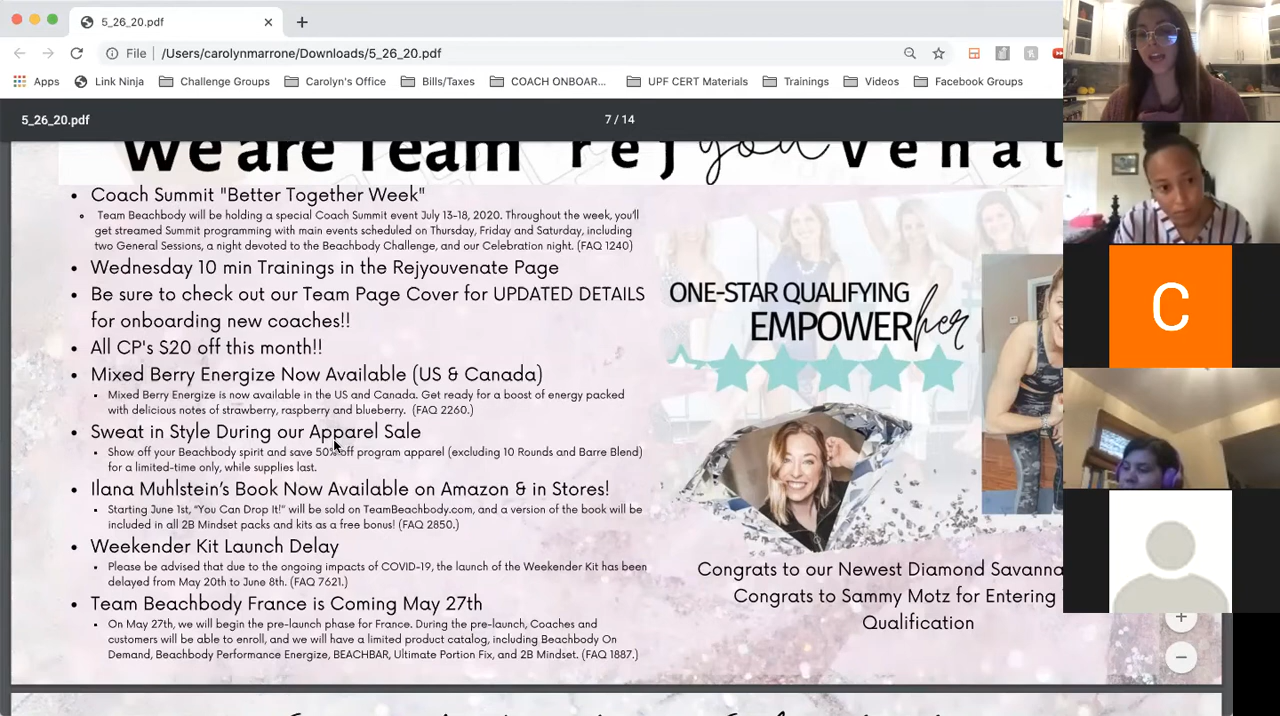 5_26_20.pdf
File | /Users/carolynmarrone/Downloads/5_26_20.pdf
Apps Link Ninja Challenge Groups Carolyn's Office Bills/Taxes COACH ONBOAR... UPF CERT Materials Trainings Videos Facebook Groups
5_26_20.pdf 7 / 14
We are Team rejyouvenat
• Coach Summit "Better Together Week"
Team Beachbody will be holding a special Coach Summit event July 13-18, 2020. Throughout the week, you'll
get streamed Summit programming with main events scheduled on Thursday, Friday and Saturday, including
two General Sessions, a night devoted to the Beachbody Challenge, and our Celebration night. (FAQ 1240)
• Wednesday 10 min Trainings in the Rejyouvenate Page
• Be sure to check out our Team Page Cover for UPDATED DETAILS
for onboarding new coaches!!
• All CP's $20 off this month!!
• Mixed Berry Energize Now Available (US & Canada)
Mixed Berry Energize is now available in the US and Canada. Get ready for a boost of energy packed
with delicious notes of strawberry, raspberry and blueberry. (FAQ 2260.)
• Sweat in Style During our Apparel Sale
Show off your Beachbody spirit and save 50% off program apparel (excluding 10 Rounds and Barre Blend)
for a limited-time only, while supplies last.
• Ilana Muhlstein's Book Now Available on Amazon & in Stores!
Starting June 1st, "You Can Drop It!" will be sold on TeamBeachbody.com, and a version of the book will be
included in all 2B Mindset packs and kits as a free bonus! (FAQ 2850.)
• Weekender Kit Launch Delay
Please be advised that due to the ongoing impacts of COVID-19, the launch of the Weekender Kit has been
delayed from May 20th to June 8th. (FAQ 7621.)
• Team Beachbody France is Coming May 27th
On May 27th, we will begin the pre-launch phase for France. During the pre-launch, Coaches and
customers will be able to enroll, and we will have a limited product catalog, including Beachbody On
Demand, Beachbody Performance Energize, BEACHBAR, Ultimate Portion Fix, and 2B Mindset. (FAQ 1887.)
ONE-STAR QUALIFYING
EMPOWERher
Congrats to our Newest Diamond Savanna
Congrats to Sammy Motz for Entering
Qualification
C